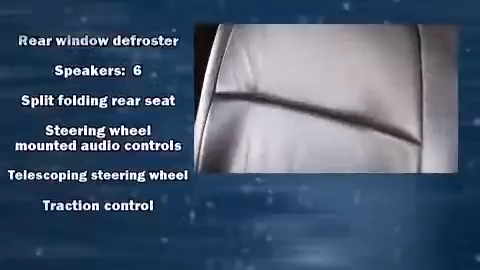 Rear window defroster
Speakers: 6
Split folding rear seat
Steering wheel
mounted audio controls
Telescoping steering wheel
Traction control